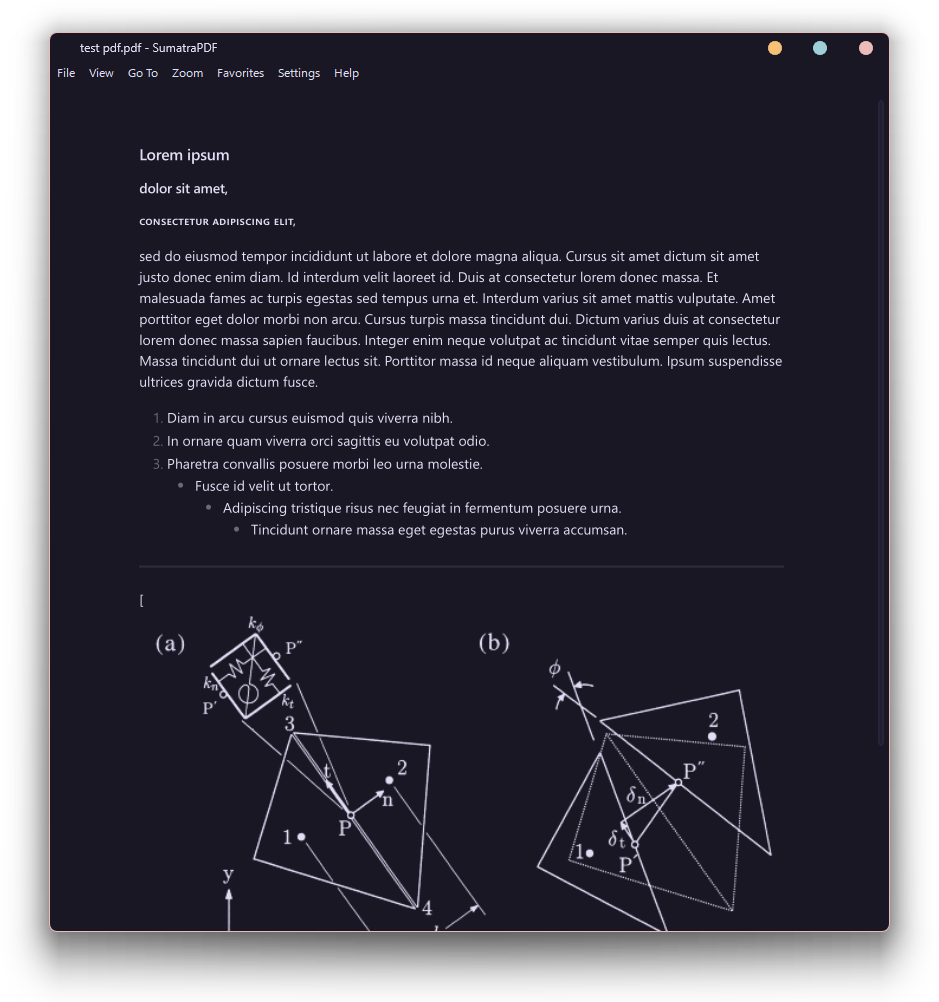 test pdf.pdf - SumatraPDF
File View Go To Zoom Favorites Settings Help
Lorem ipsum
dolor sit amet,
CONSECTETUR ADIPISCING ELIT,
sed do eiusmod tempor incididunt ut labore et dolore magna aliqua. Cursus sit amet dictum sit amet
justo donec enim diam. Id interdum velit laoreet id. Duis at consectetur lorem donec massa. Et
malesuada fames ac turpis egestas sed tempus urna et. Interdum varius sit amet mattis vulputate. Amet
porttitor eget dolor morbi non arcu. Cursus turpis massa tincidunt dui. Dictum varius duis at consectetur
lorem donec massa sapien faucibus. Integer enim neque volutpat ac tincidunt vitae semper quis lectus.
Massa tincidunt dui ut ornare lectus sit. Porttitor massa id neque aliquam vestibulum. Ipsum suspendisse
ultrices gravida dictum fusce.
1. Diam in arcu cursus euismod quis viverra nibh.
2. In ornare quam viverra orci sagittis eu volutpat odio.
3. Pharetra convallis posuere morbi leo urna molestie.
• Fusce id velit ut tortor.
• Adipiscing tristique risus nec feugiat in fermentum posuere urna.
• Tincidunt ornare massa eget egestas purus viverra accumsan.
[
(a)
kϕ
P″
kn
P′
kt
3
t
2
n
P
1
y
4
(b)
ϕ
2
P″
δn
δt
1
P′